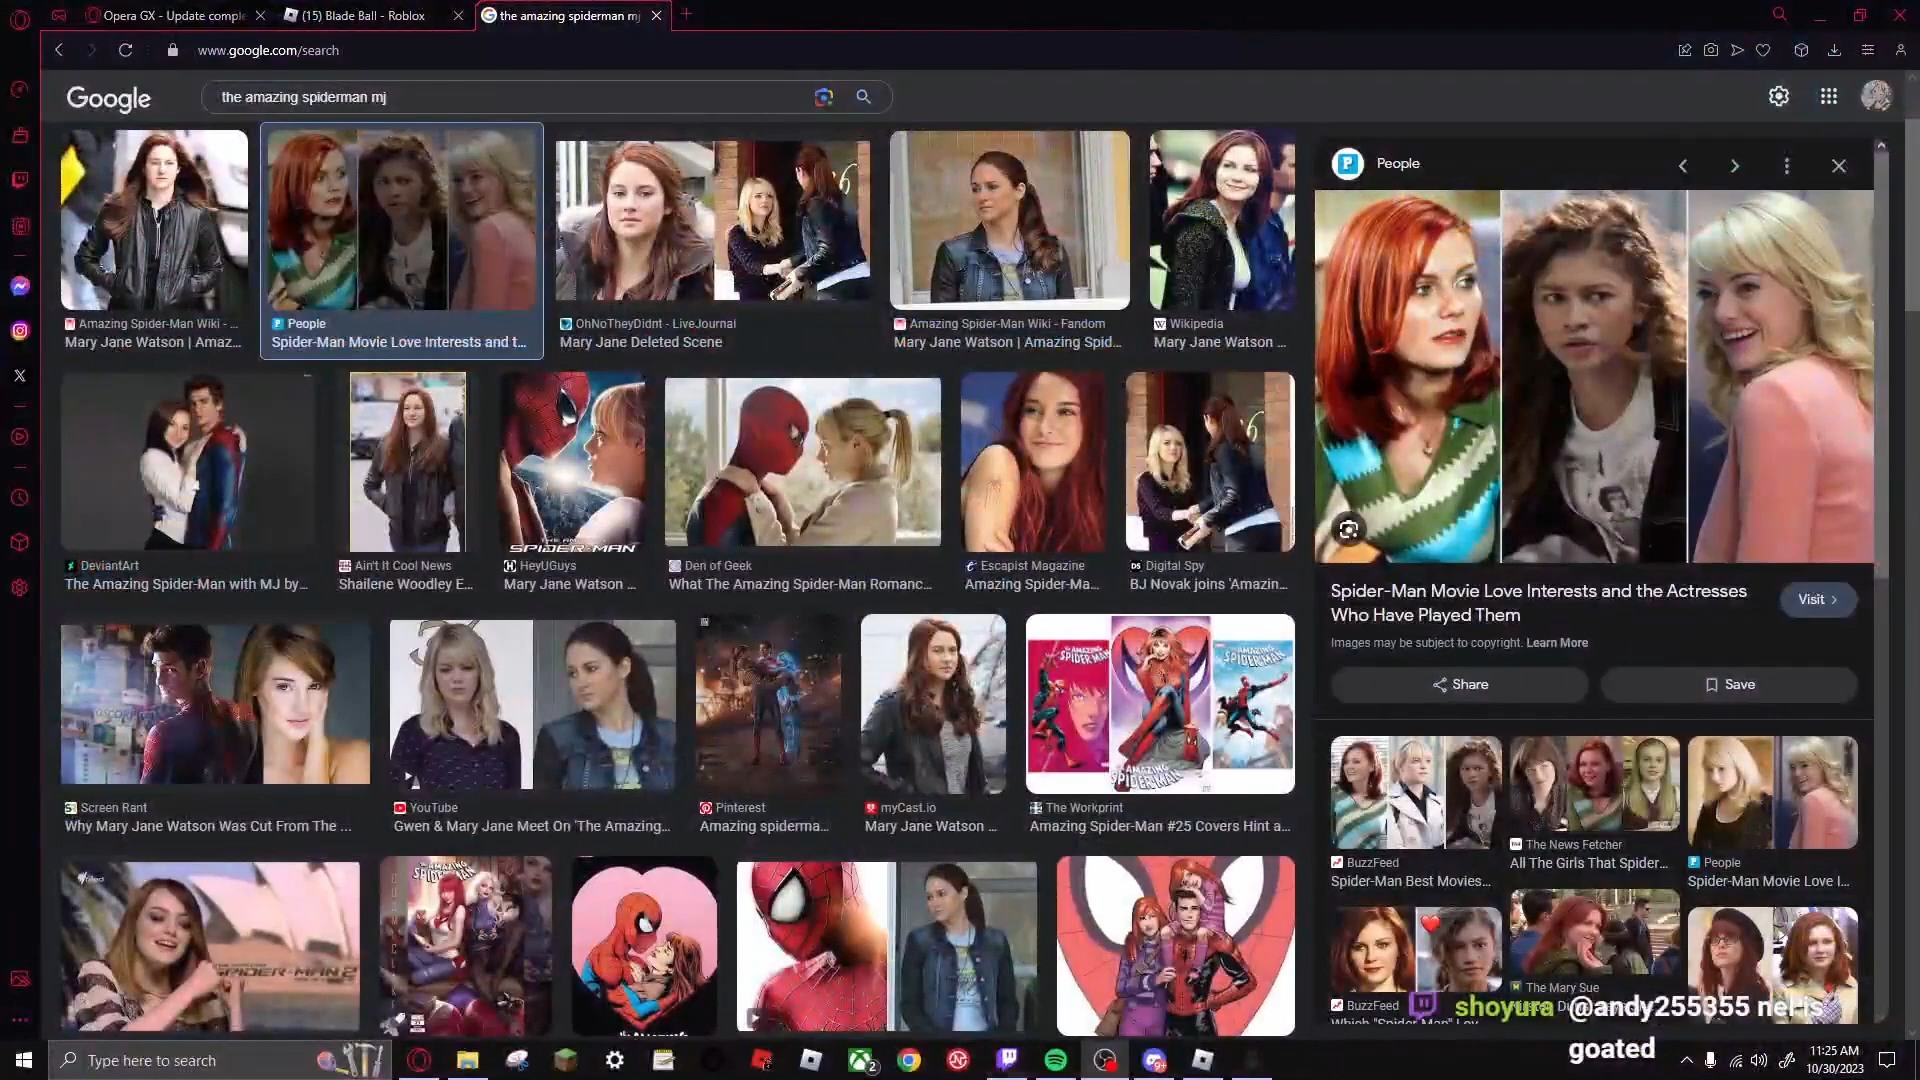 Opera GX - Update comple
(15) Blade Ball - Roblox
the amazing spiderman mj
www.google.com/search
Google
the amazing spiderman mj
Amazing Spider-Man Wiki - ...
Mary Jane Watson | Amaz...
People
Spider-Man Movie Love Interests and t...
OhNoTheyDidnt - LiveJournal
Mary Jane Deleted Scene
Amazing Spider-Man Wiki - Fandom
Mary Jane Watson | Amazing Spid...
Wikipedia
Mary Jane Watson ...
DeviantArt
The Amazing Spider-Man with MJ by...
Ain't It Cool News
Shailene Woodley E...
SPIDER-MAN
HeyUGuys
Mary Jane Watson ...
Den of Geek
What The Amazing Spider-Man Romanc...
Escapist Magazine
Amazing Spider-Ma...
Digital Spy
BJ Novak joins 'Amazin...
Screen Rant
Why Mary Jane Watson Was Cut From The ...
YouTube
Gwen & Mary Jane Meet On 'The Amazing...
Pinterest
Amazing spiderma...
myCast.io
Mary Jane Watson ...
The Workprint
Amazing Spider-Man #25 Covers Hint a...
SPIDER-MAN 2
People
Spider-Man Movie Love Interests and the Actresses
Who Have Played Them
Visit
Images may be subject to copyright. Learn More
Share
Save
BuzzFeed
Spider-Man Best Movies...
The News Fetcher
All The Girls That Spider...
People
Spider-Man Movie Love I...
BuzzFeed
The Mary Sue
shoyura @andy255355 nel is
goated
Type here to search
11:25 AM
10/30/2023